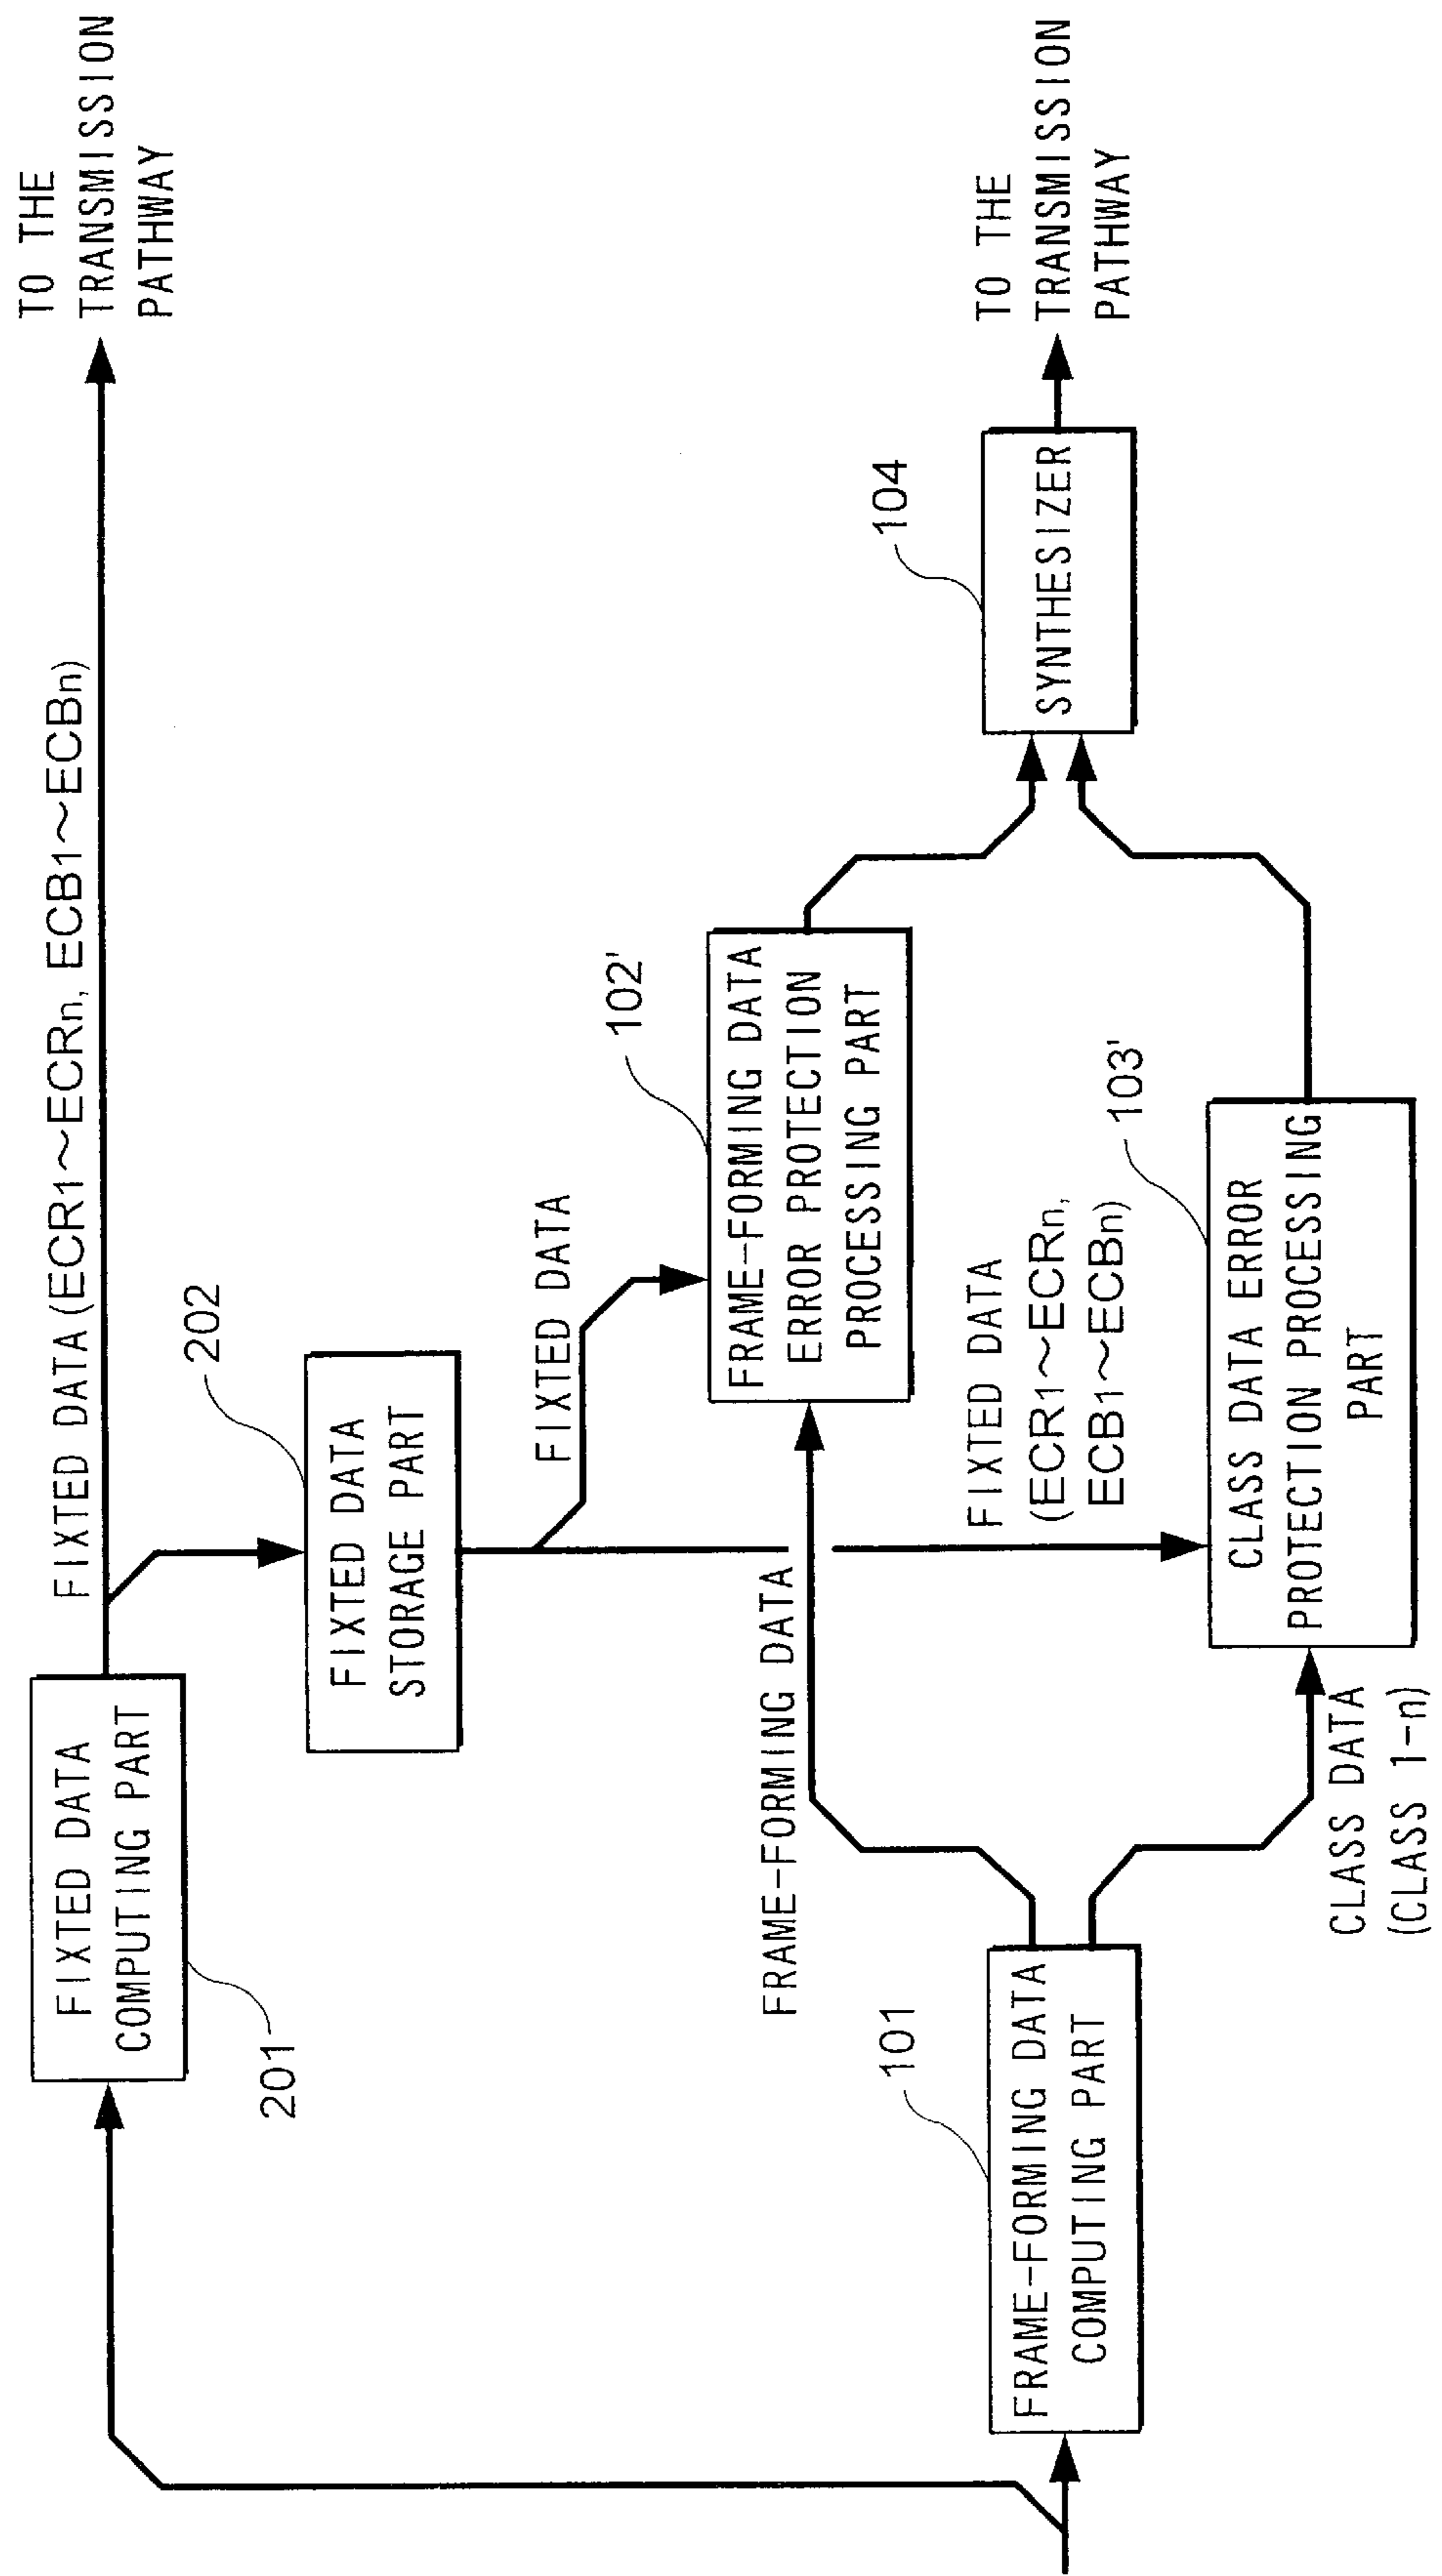 FIXTED DATA
COMPUTING PART
201
FIXTED DATA (ECR1~ECRn, ECB1~ECBn)
TO THE
TRANSMISSION
PATHWAY
FIXTED DATA
STORAGE PART
202
FIXTED DATA
FRAME-FORMING DATA
ERROR PROTECTION
PROCESSING PART
102'
FRAME-FORMING DATA
FRAME-FORMING DATA
COMPUTING PART
101
FIXTED DATA
(ECR1~ECRn,
ECB1~ECBn)
CLASS DATA ERROR
PROTECTION PROCESSING
PART
103'
CLASS DATA
(CLASS 1-n)
SYNTHESIZER
104
TO THE
TRANSMISSION
PATHWAY